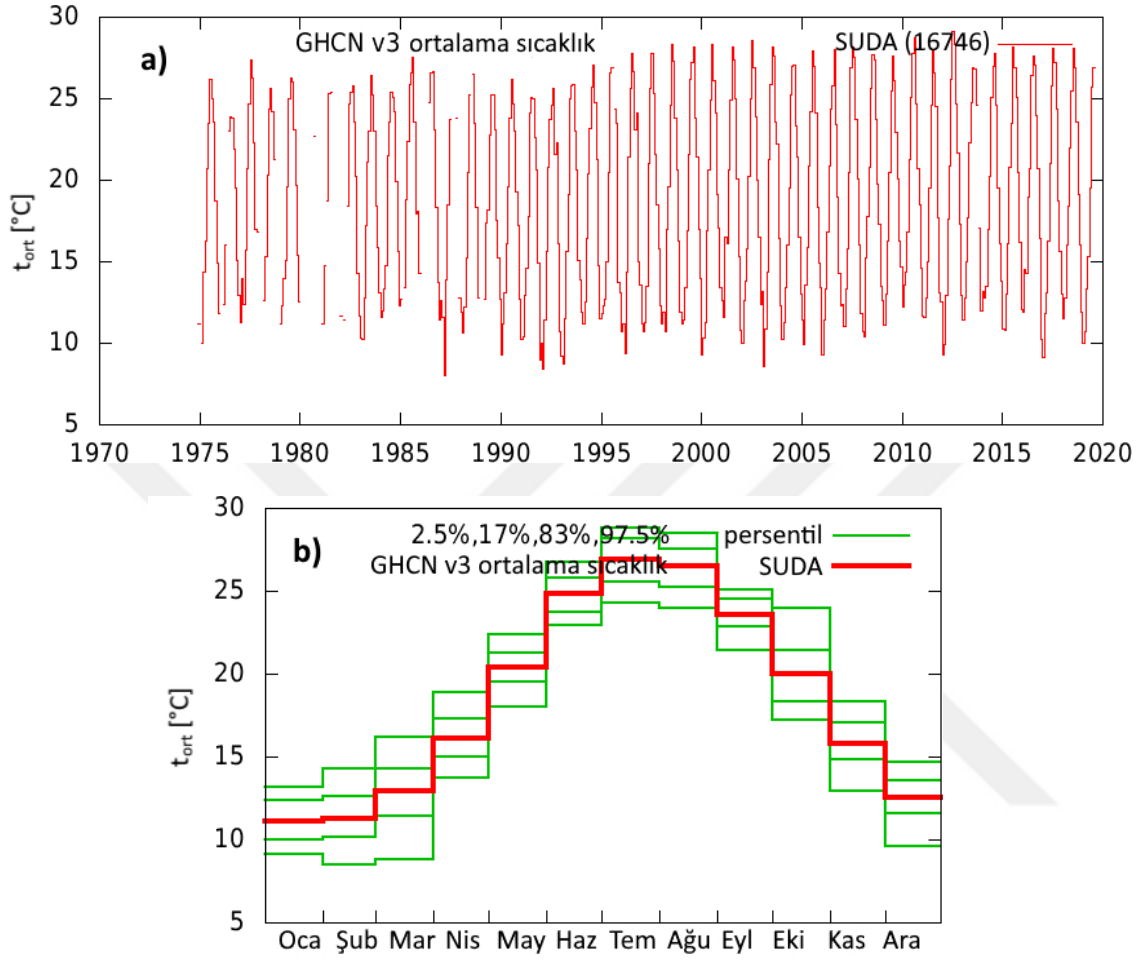 30
25
20
15
10
5
t_ort [°C]
a)
GHCN v3 ortalama sıcaklık
SUDA (16746)
1970 1975 1980 1985 1990 1995 2000 2005 2010 2015 2020
30
25
20
15
10
5
t_ort [°C]
b)
2.5%,17%,83%,97.5% persentil
GHCN v3 ortalama sıcaklık SUDA
Oca Şub Mar Nis May Haz Tem Ağu Eyl Eki Kas Ara